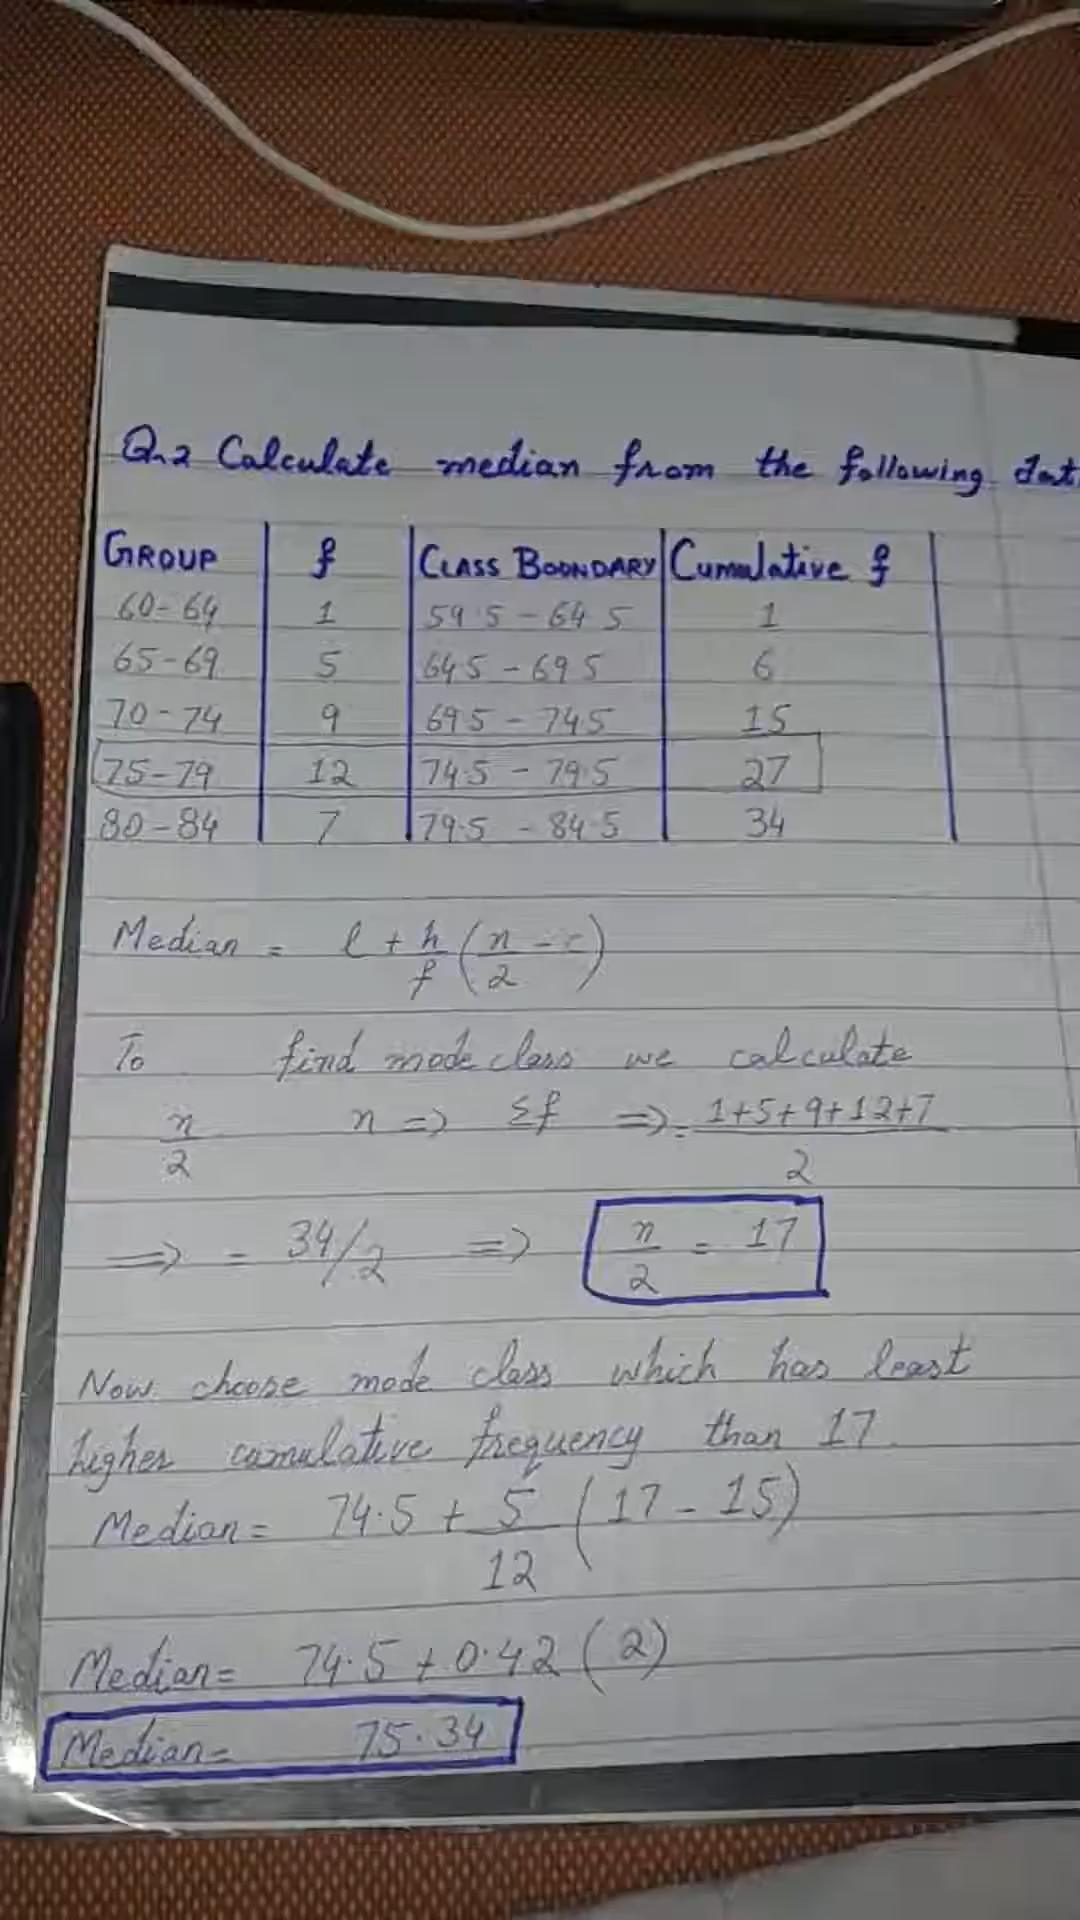 Q.2 Calculate median from the following dat
GROUP f CLASS BOONDARY Cumulative f
60-64 1 59.5 - 64 5 1
65-69 5 64.5 - 69 5 6
70-74 9 69.5 - 74.5 15
75-79 12 74.5 - 79.5 27
80-84 7 79.5 - 84.5 34
Median = l + h/f (n/2 - c)
To find mode class we calculate
n/2 n => Σf => = 1+5+9+12+7 / 2
=> = 34/2 => n/2 = 17
Now choose mode class which has least
higher cumulative frequency than 17.
Median = 74.5 + 5/12 (17 - 15)
Median = 74.5 + 0.42 (2)
Median = 75.34